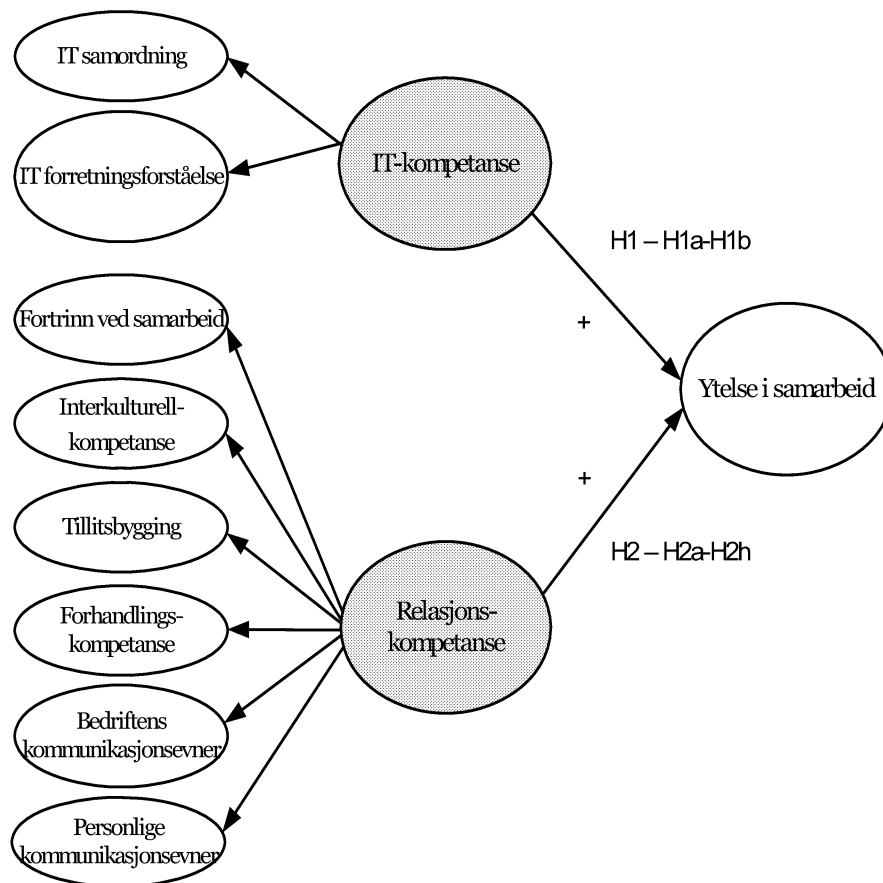 IT samordning
IT forretningsforståelse
IT-kompetanse
H1 – H1a-H1b
+
Fortrinn ved samarbeid
Interkulturell-
kompetanse
Tillitsbygging
Forhandlings-
kompetanse
Bedriftens
kommunikasjonsevner
Personlige
kommunikasjonsevner
Relasjons-
kompetanse
+
H2 – H2a-H2h
Ytelse i samarbeid